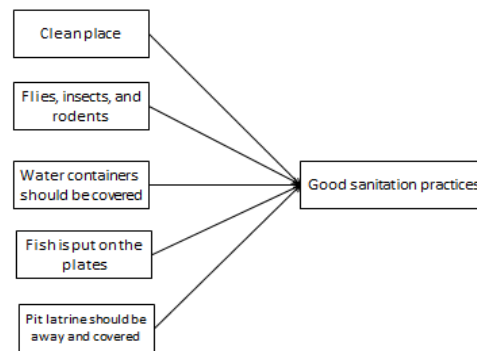 Clean place
Flies, insects, and
rodents
Water containers
should be covered
Good sanitation practices
Fish is put on the
plates
Pit latrine should be
away and covered